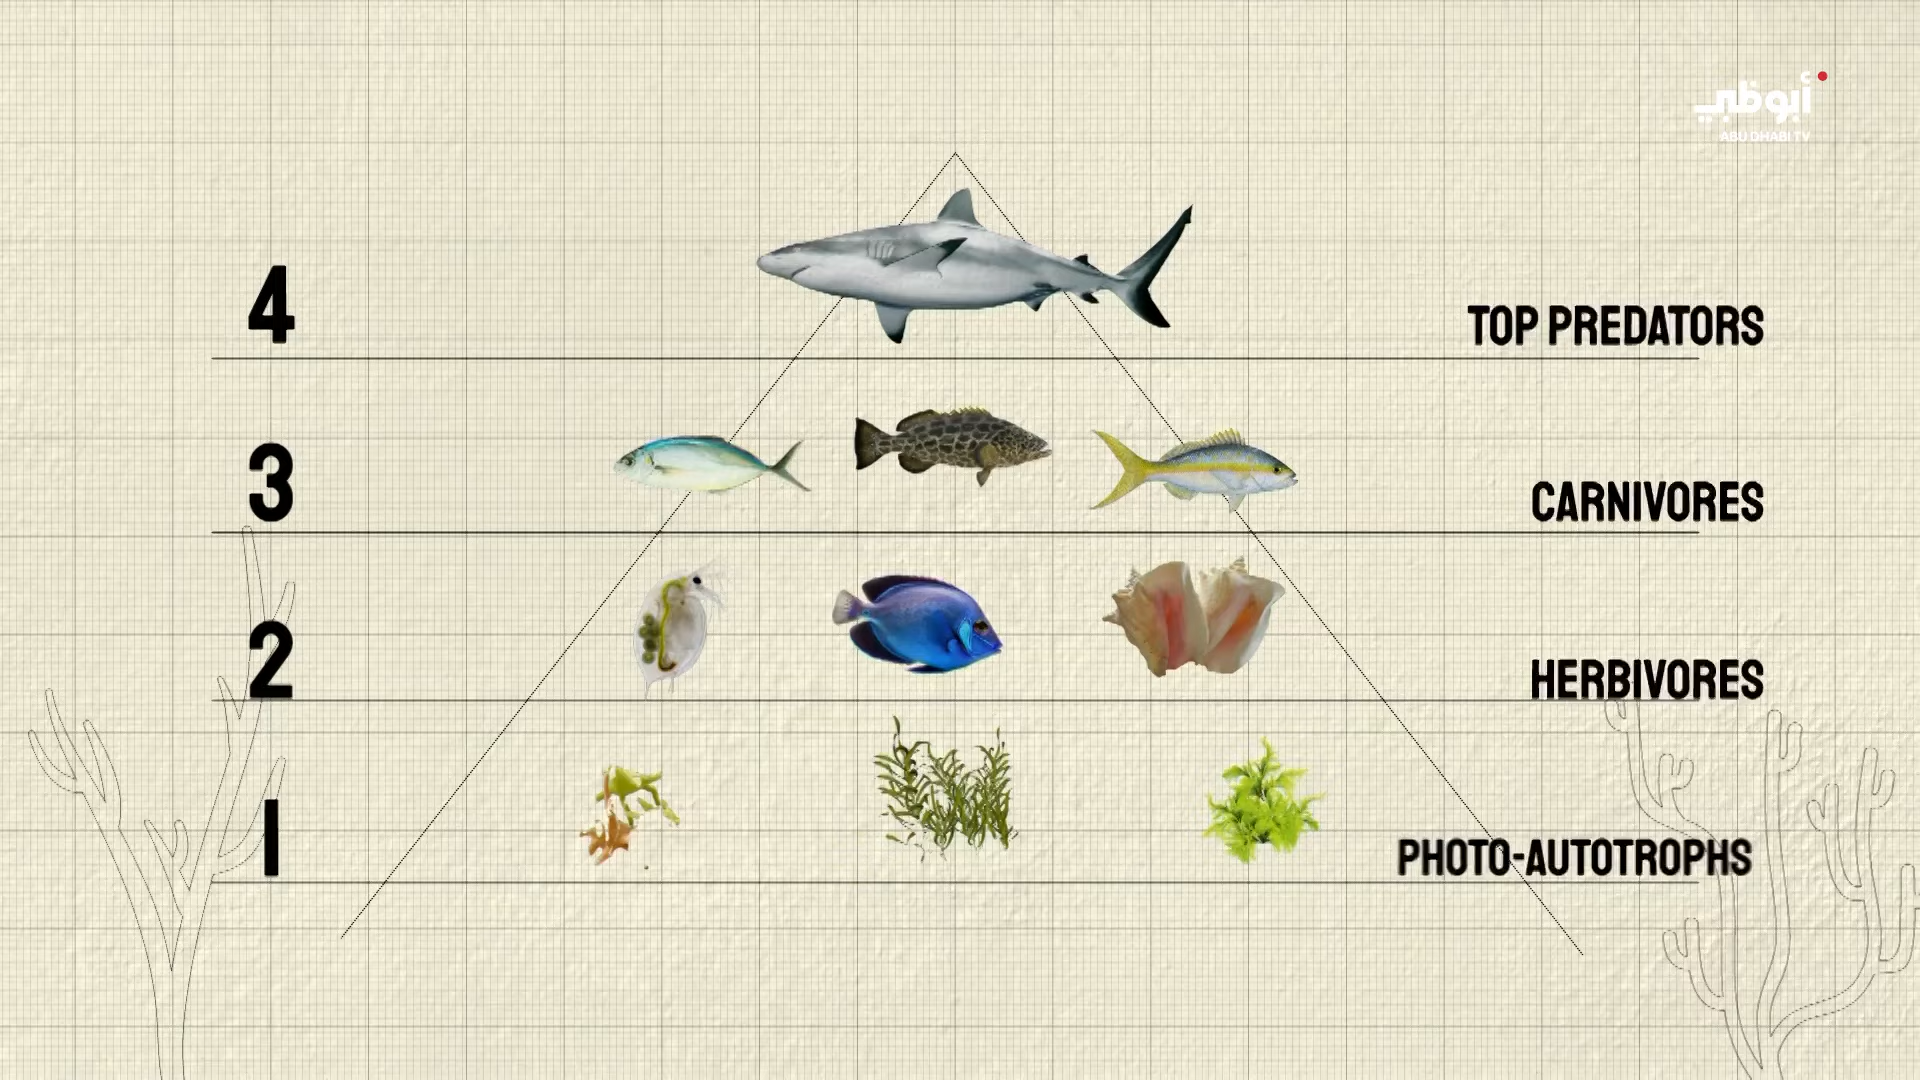 أبوظبي
ABU DHABI TV
4
TOP PREDATORS
3
CARNIVORES
2
HERBIVORES
1
PHOTO-AUTOTROPHS